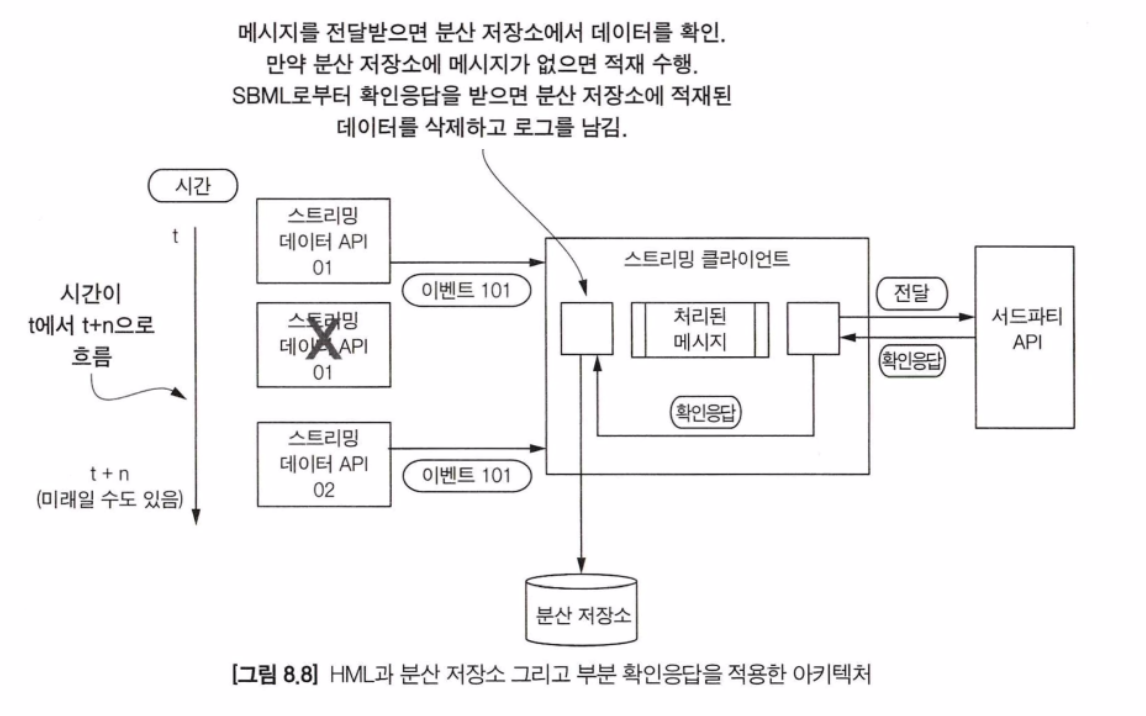 메시지를 전달받으면 분산 저장소에서 데이터를 확인.
만약 분산 저장소에 메시지가 없으면 적재 수행.
SBML로부터 확인응답을 받으면 분산 저장소에 적재된
데이터를 삭제하고 로그를 남김.
시간
t
시간이
t에서 t+n으로
흐름
t + n
(미래일 수도 있음)
스트리밍
데이터 API
01
이벤트 101
스트리밍
데이터 API
01
X
스트리밍
데이터 API
02
이벤트 101
스트리밍 클라이언트
처리된
메시지
확인응답
전달
확인응답
서드파티
API
분산 저장소
[그림 8.8] HML과 분산 저장소 그리고 부분 확인응답을 적용한 아키텍처